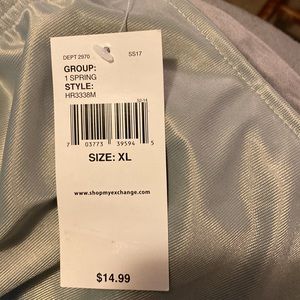 DEPT 2970 SS17
GROUP:
1 SPRING
STYLE:
HR3338M
7 03773 39594 5
SIZE: XL
www.shopmyexchange.com
$14.99